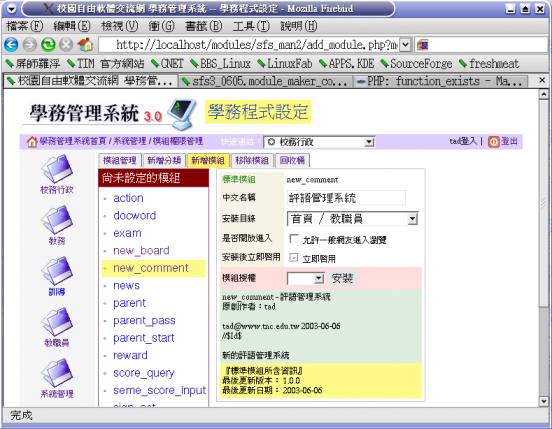 校園自由軟體交流網 學務系統 -- 學務程式設定 - Mozilla Firebird
檔案(F) 編輯(E) 檢視(V) 衝(G) 書籤(B) 工具(T) 說明(H)
http://localhost/modules/sfs_man2/add_module.php?m
屏師羅浮 TIM 官方網站 CNET BBS_Linux LinuxFab APPS.KDE SourceForge freshmeat
校園自由軟體交流網 學務管... sfs3_0605.module_maker_co... PHP: function_exists - Ma...
學務管理系統 3.0 學務程式設定
學務管理系統首頁 / 系統管理 / 模組權限管理 快速連結: 校務行政 tad登入 | 登出
模組管理 新增分類 新增模組 移除模組 回收桶
校務行政
教務
訓導
教職員
系統管理
尚未設定的模組
action
docword
exam
new_board
new_comment
news
parent
parent_pass
parent_start
reward
score_query
seme_score_input
標準模組 new_comment
中文名稱 評語管理系統
安裝目錄 首頁 / 教職員
是否開放進入 允許一般網友進入瀏覽
安裝後立即啓用 立即啓用
模組授權 安裝
new_comment - 評語管理系統
原創作者:tad
tad@www.tnc.edu.tw 2003-06-06
//$Id$
新的評語管理系統
『標準模組所含資訊』
最後更新版本:1.0.0
最後更新日期:2003-06-06
完成